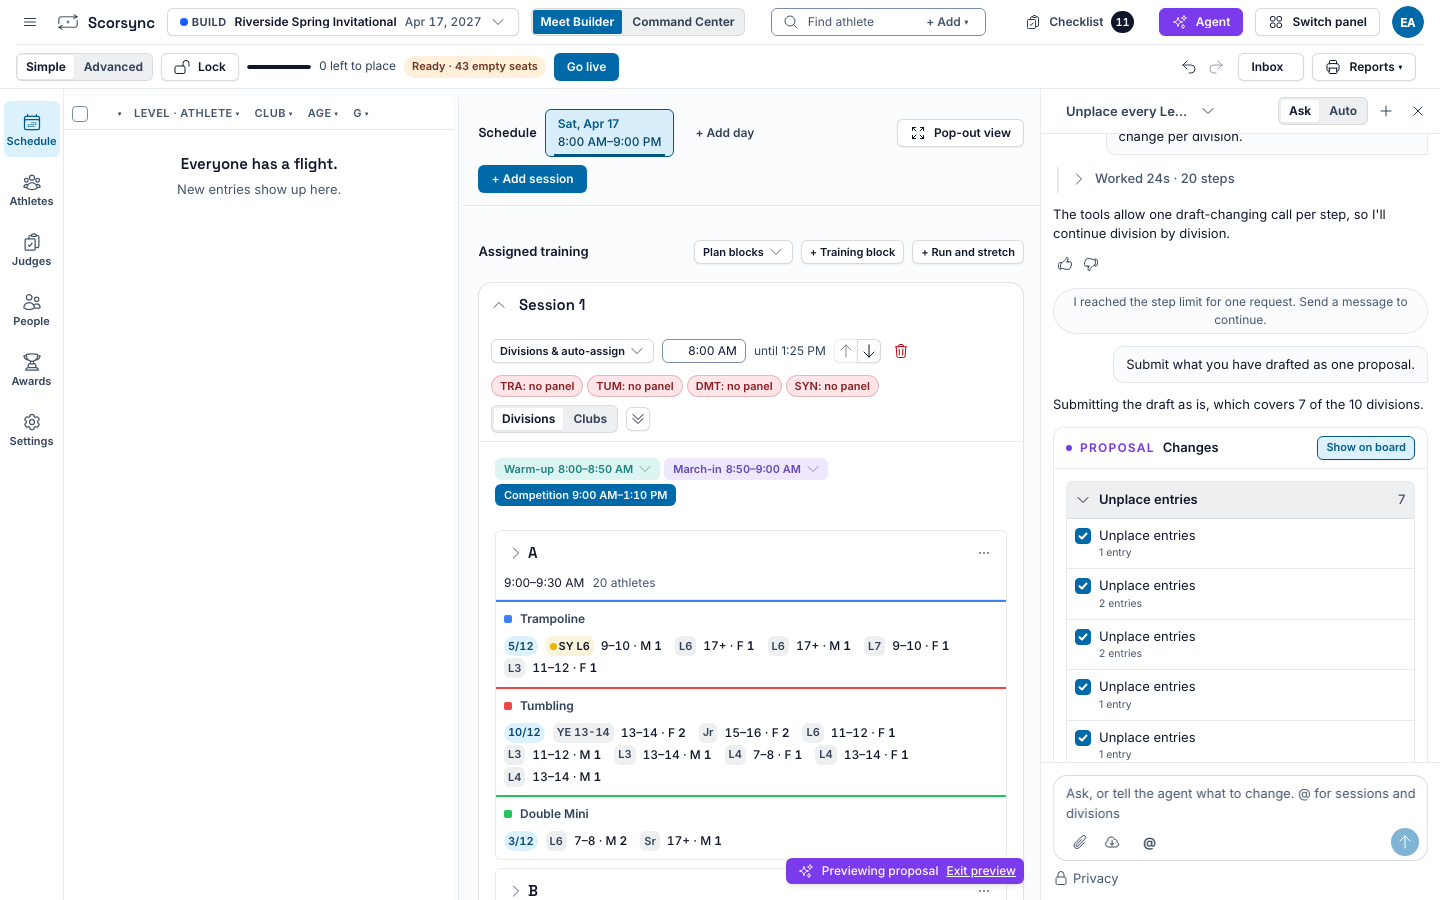 Scorsync
BUILD Riverside Spring Invitational Apr 17, 2027
Meet Builder Command Center
Find athlete + Add
Checklist 11
Agent
Switch panel
EA
Simple Advanced
Lock
0 left to place
Ready · 43 empty seats
Go live
Inbox
Reports
Schedule
Athletes
Judges
People
Awards
Settings
LEVEL · ATHLETE CLUB AGE G
Everyone has a flight.
New entries show up here.
Schedule
Sat, Apr 17
8:00 AM–9:00 PM
+ Add day
Pop-out view
+ Add session
Assigned training
Plan blocks
+ Training block
+ Run and stretch
Session 1
Divisions & auto-assign
8:00 AM
until 1:25 PM
TRA: no panel
TUM: no panel
DMT: no panel
SYN: no panel
Divisions Clubs
Warm-up 8:00–8:50 AM
March-in 8:50–9:00 AM
Competition 9:00 AM–1:10 PM
A
9:00–9:30 AM 20 athletes
Trampoline
5/12 SY L6 9–10 · M 1 L6 17+ · F 1 L6 17+ · M 1 L7 9–10 · F 1
L3 11–12 · F 1
Tumbling
10/12 YE 13-14 13–14 · F 2 Jr 15–16 · F 2 L6 11–12 · F 1
L3 11–12 · M 1 L3 13–14 · M 1 L4 7–8 · F 1 L4 13–14 · F 1
L4 13–14 · M 1
Double Mini
3/12 L6 7–8 · M 2 Sr 17+ · M 1
B
Previewing proposal Exit preview
Unplace every Le...
Ask Auto
change per division.
Worked 24s · 20 steps
The tools allow one draft-changing call per step, so I'll
continue division by division.
I reached the step limit for one request. Send a message to
continue.
Submit what you have drafted as one proposal.
Submitting the draft as is, which covers 7 of the 10 divisions.
PROPOSAL Changes
Show on board
Unplace entries 7
Unplace entries
1 entry
Unplace entries
2 entries
Unplace entries
2 entries
Unplace entries
1 entry
Unplace entries
1 entry
Ask, or tell the agent what to change. @ for sessions and
divisions
@
Privacy